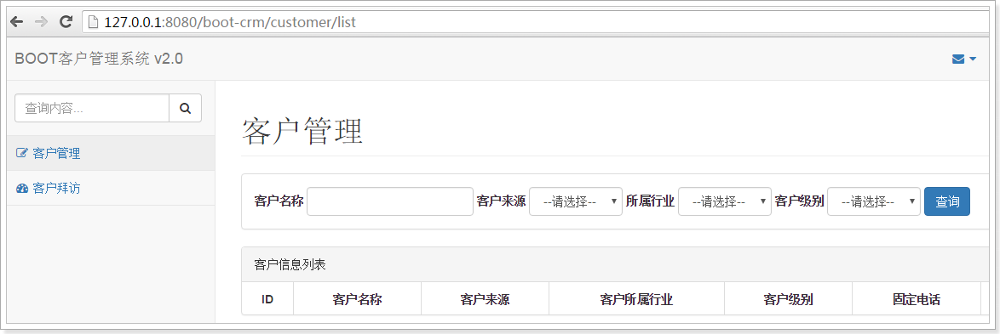 127.0.0.1:8080/boot-crm/customer/list
BOOT客户管理系统 v2.0
查询内容...
客户管理
客户拜访
客户管理
客户名称 客户来源 --请选择-- 所属行业 --请选择-- 客户级别 --请选择-- 查询
客户信息列表
ID 客户名称 客户来源 客户所属行业 客户级别 固定电话